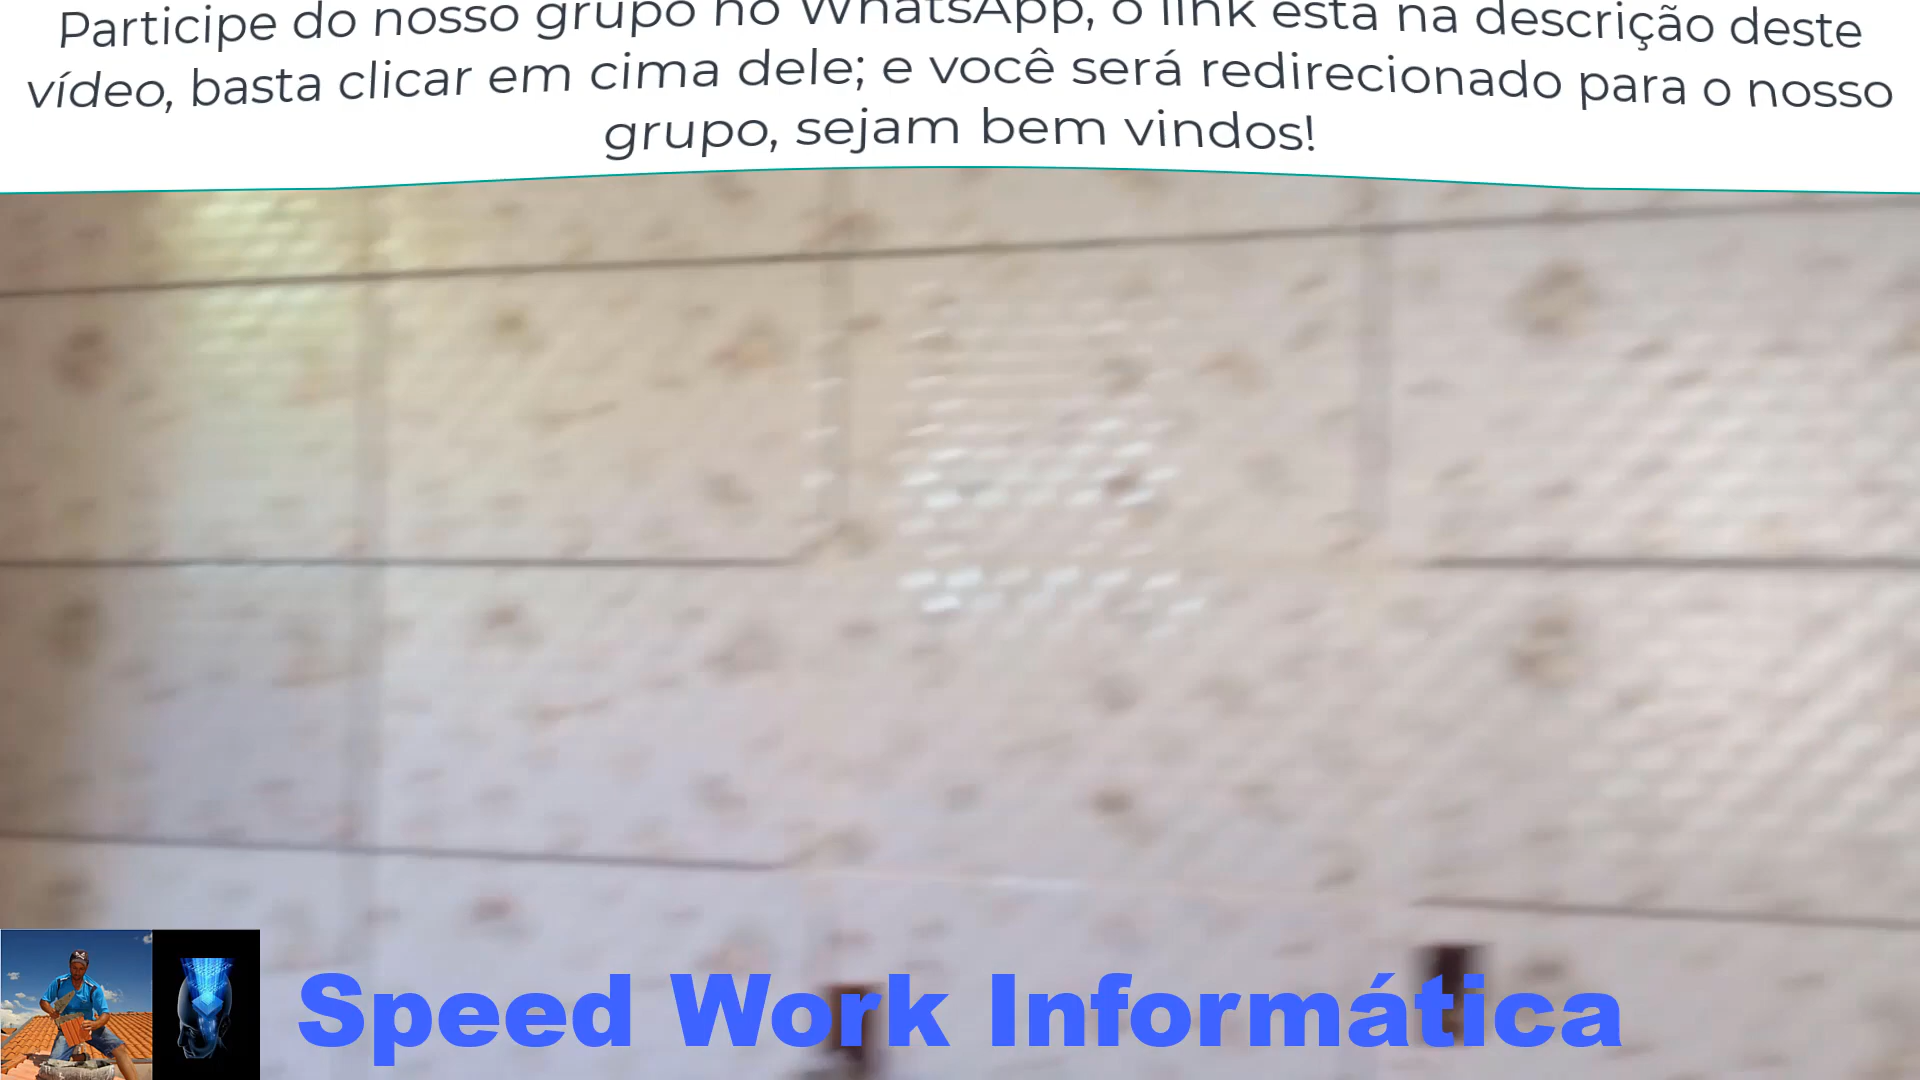 Participe do nosso grupo no WhatsApp, o link está na descrição deste
vídeo, basta clicar em cima dele; e você será redirecionado para o nosso
grupo, sejam bem vindos!
Speed Work Informática